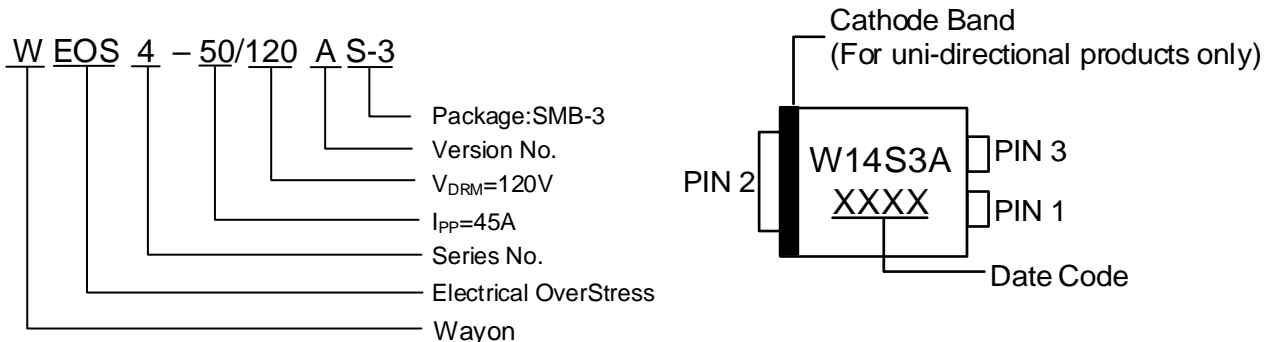 W EOS 4 – 50/120 A S-3
Package:SMB-3
Version No.
VDRM=120V
IPP=45A
Series No.
Electrical OverStress
Wayon
Cathode Band
(For uni-directional products only)
PIN 2
W14S3A
XXXX
PIN 3
PIN 1
Date Code